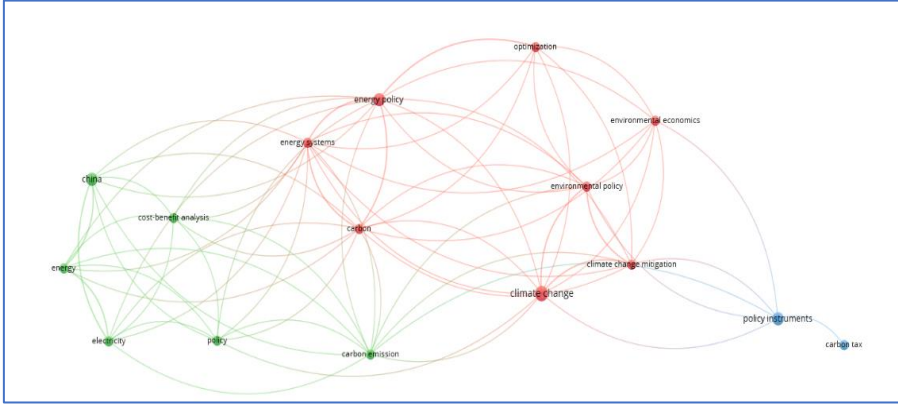 optimization
energy policy
environmental economics
energy systems
china
environmental policy
cost-benefit analysis
carbon
energy
climate change mitigation
climate change
policy instruments
electricity
policy
carbon tax
carbon emission